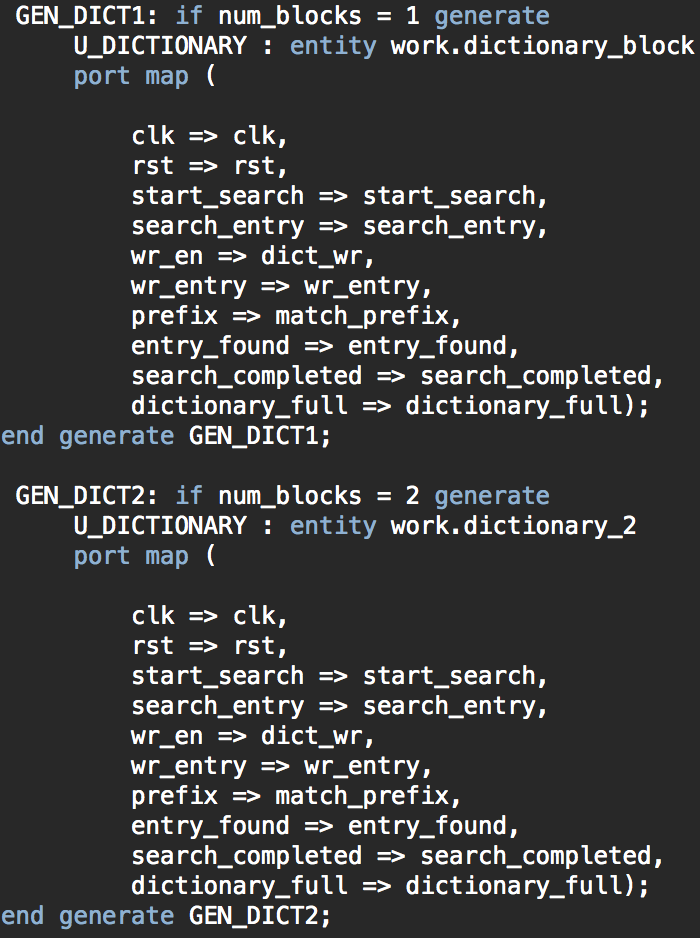 GEN_DICT1: if num_blocks = 1 generate
U_DICTIONARY : entity work.dictionary_block
port map (
clk => clk,
rst => rst,
start_search => start_search,
search_entry => search_entry,
wr_en => dict_wr,
wr_entry => wr_entry,
prefix => match_prefix,
entry_found => entry_found,
search_completed => search_completed,
dictionary_full => dictionary_full);
end generate GEN_DICT1;
GEN_DICT2: if num_blocks = 2 generate
U_DICTIONARY : entity work.dictionary_2
port map (
clk => clk,
rst => rst,
start_search => start_search,
search_entry => search_entry,
wr_en => dict_wr,
wr_entry => wr_entry,
prefix => match_prefix,
entry_found => entry_found,
search_completed => search_completed,
dictionary_full => dictionary_full);
end generate GEN_DICT2;